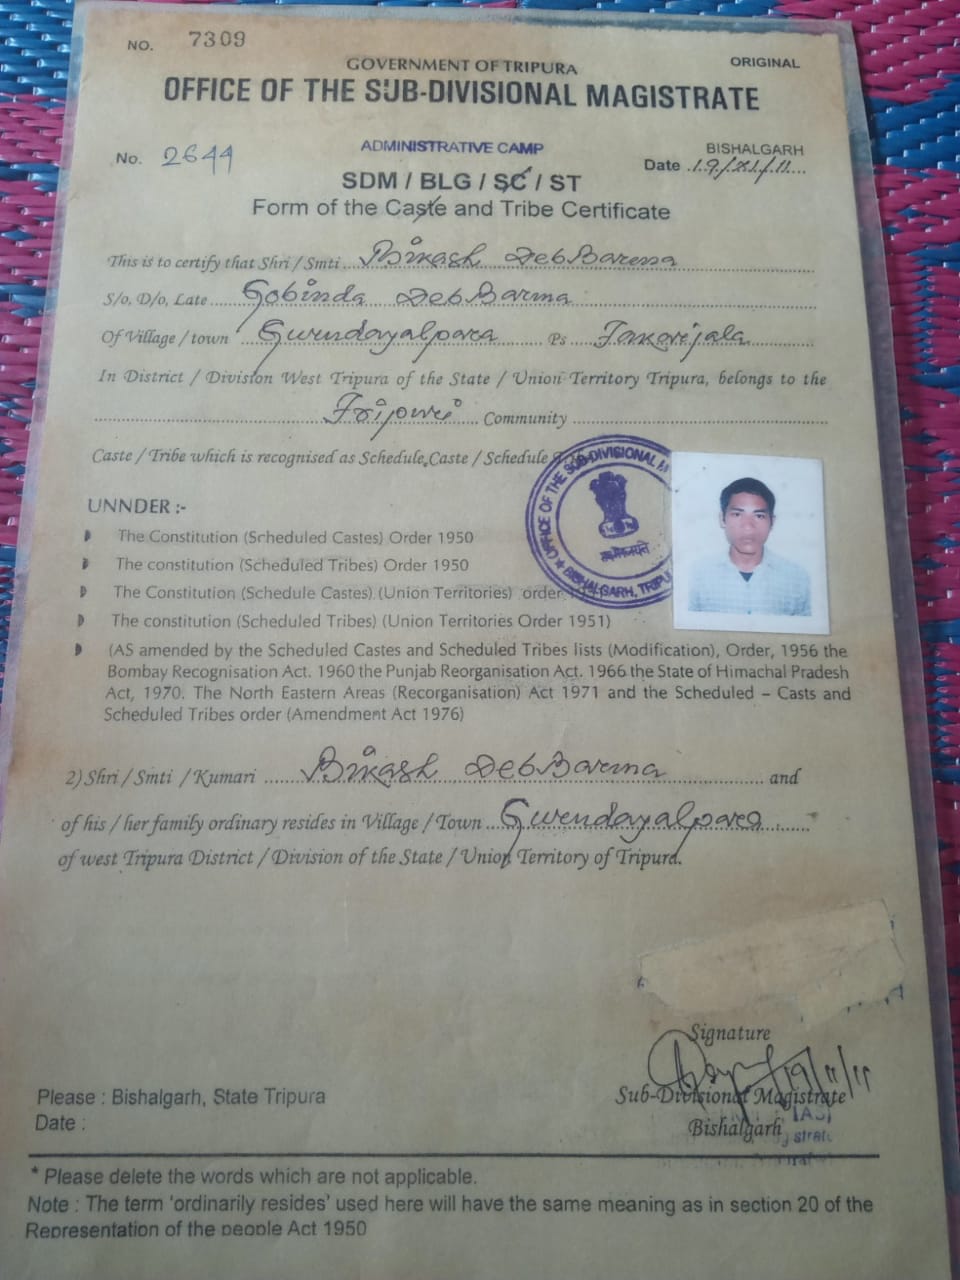 NO. 7309
GOVERNMENT OF TRIPURA
ORIGINAL
OFFICE OF THE SUB-DIVISIONAL MAGISTRATE
No. 2644
ADMINISTRATIVE CAMP
BISHALGARH
Date
SDM / BLG / SC / ST
Form of the Caste and Tribe Certificate
This is to certify that Shri / Smti Bikash DebBarma
S/o, D/o, Late Gobinda DebBarma
Of Village / town Gurudayalpara Ps Takarjala
In District / Division West Tripura of the State / Union Territory Tripura, belongs to the
Tripuri Community
Caste / Tribe which is recognised as Schedule, Caste / Schedule
OFFICE OF THE SUB-DIVISIONAL
BISHALGARH, TRIPU
UNNDER :-
The Constitution (Scheduled Castes) Order 1950
The constitution (Scheduled Tribes) Order 1950
The Constitution (Schedule Castes) (Union Territories) order
The constitution (Scheduled Tribes) (Union Territories Order 1951)
(AS amended by the Scheduled Castes and Scheduled Tribes lists (Modification), Order, 1956 the
Bombay Recognisation Act. 1960 the Punjab Reorganisation Act. 1966 the State of Himachal Pradesh
Act, 1970. The North Eastern Areas (Recorganisation) Act 1971 and the Scheduled – Casts and
Scheduled Tribes order (Amendment Act 1976)
2) Shri / Smti / Kumari Bikash DebBarma and
of his / her family ordinary resides in Village / Town Gurudayalpara
of west Tripura District / Division of the State / Union Territory of Tripura.
Signature
19/11/11
Sub-Divisional Magistrate
Bishalgarh
Please : Bishalgarh, State Tripura
Date :
* Please delete the words which are not applicable.
Note : The term 'ordinarily resides' used here will have the same meaning as in section 20 of the
Representation of the people Act 1950